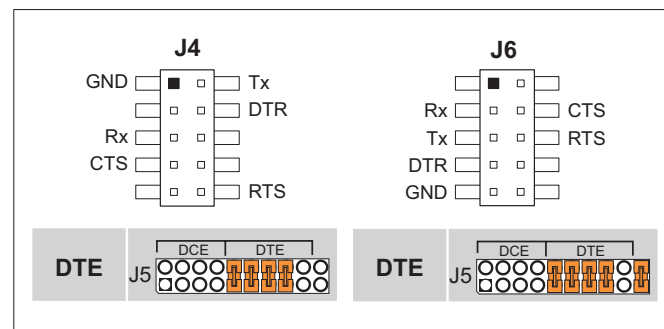 J4
GND Tx
DTR
Rx
CTS
RTS
DTE
J5
DCE DTE
J6
Rx CTS
Tx RTS
DTR
GND
DTE
J5
DCE DTE